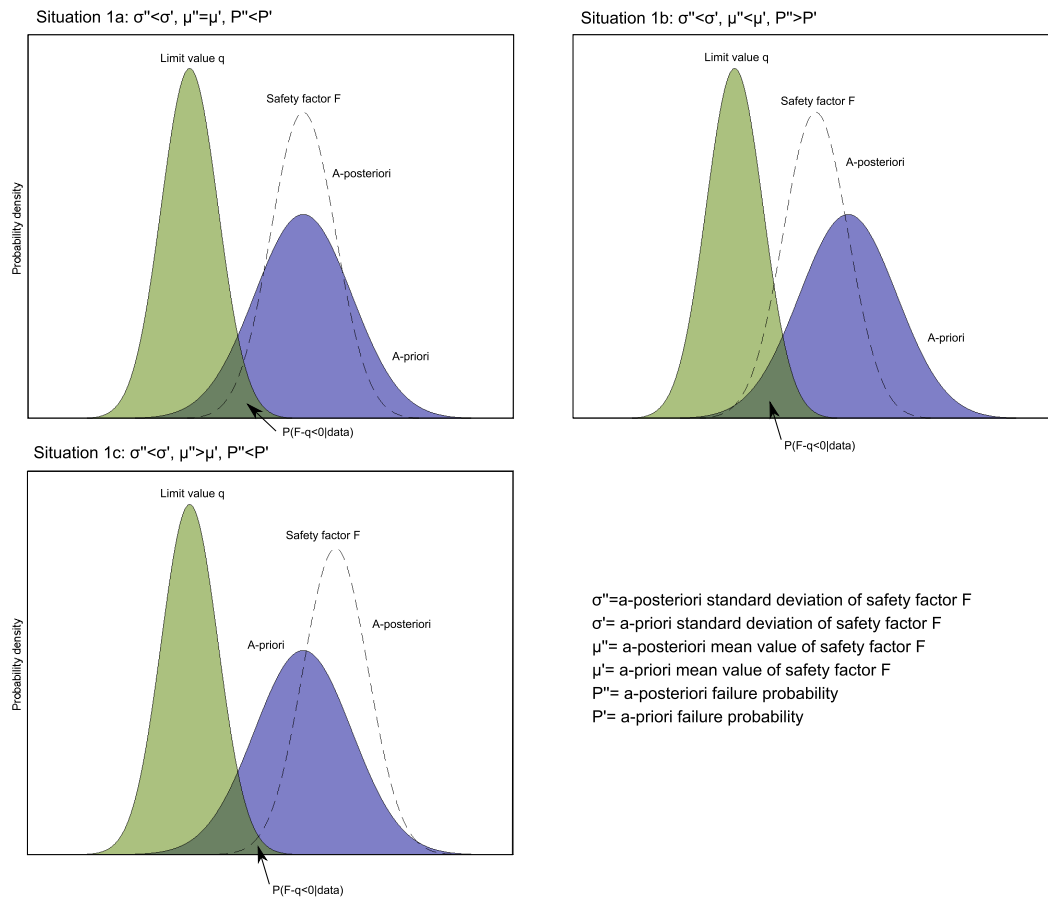 Situation 1a: σ''<σ', μ''=μ', P''<P'
Limit value q
Safety factor F
A-posteriori
A-priori
Probability density
P(F-q<0|data)
Situation 1b: σ''<σ', μ''<μ', P''>P'
Limit value q
Safety factor F
A-posteriori
A-priori
P(F-q<0|data)
Situation 1c: σ''<σ', μ''>μ', P''<P'
Limit value q
Safety factor F
A-posteriori
A-priori
Probability density
P(F-q<0|data)
σ''=a-posteriori standard deviation of safety factor F
σ'= a-priori standard deviation of safety factor F
μ''= a-posteriori mean value of safety factor F
μ'= a-priori mean value of safety factor F
P''= a-posteriori failure probability
P'= a-priori failure probability